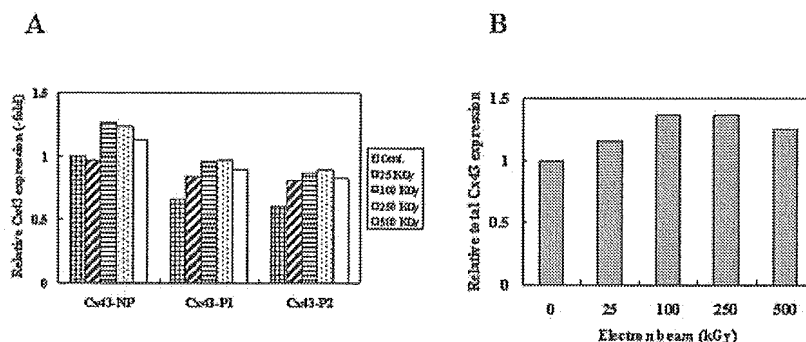 A
Relative Cx43 expression (-fold)
1.5
1
0.5
0
Cx43-NP
Cx43-P1
Cx43-P2
Cont.
25 KGy
100 KGy
250 KGy
500 KGy
B
Relative total Cx43 expression
1.5
1
0.5
0
0 25 100 250 500
Electron beam (kGy)